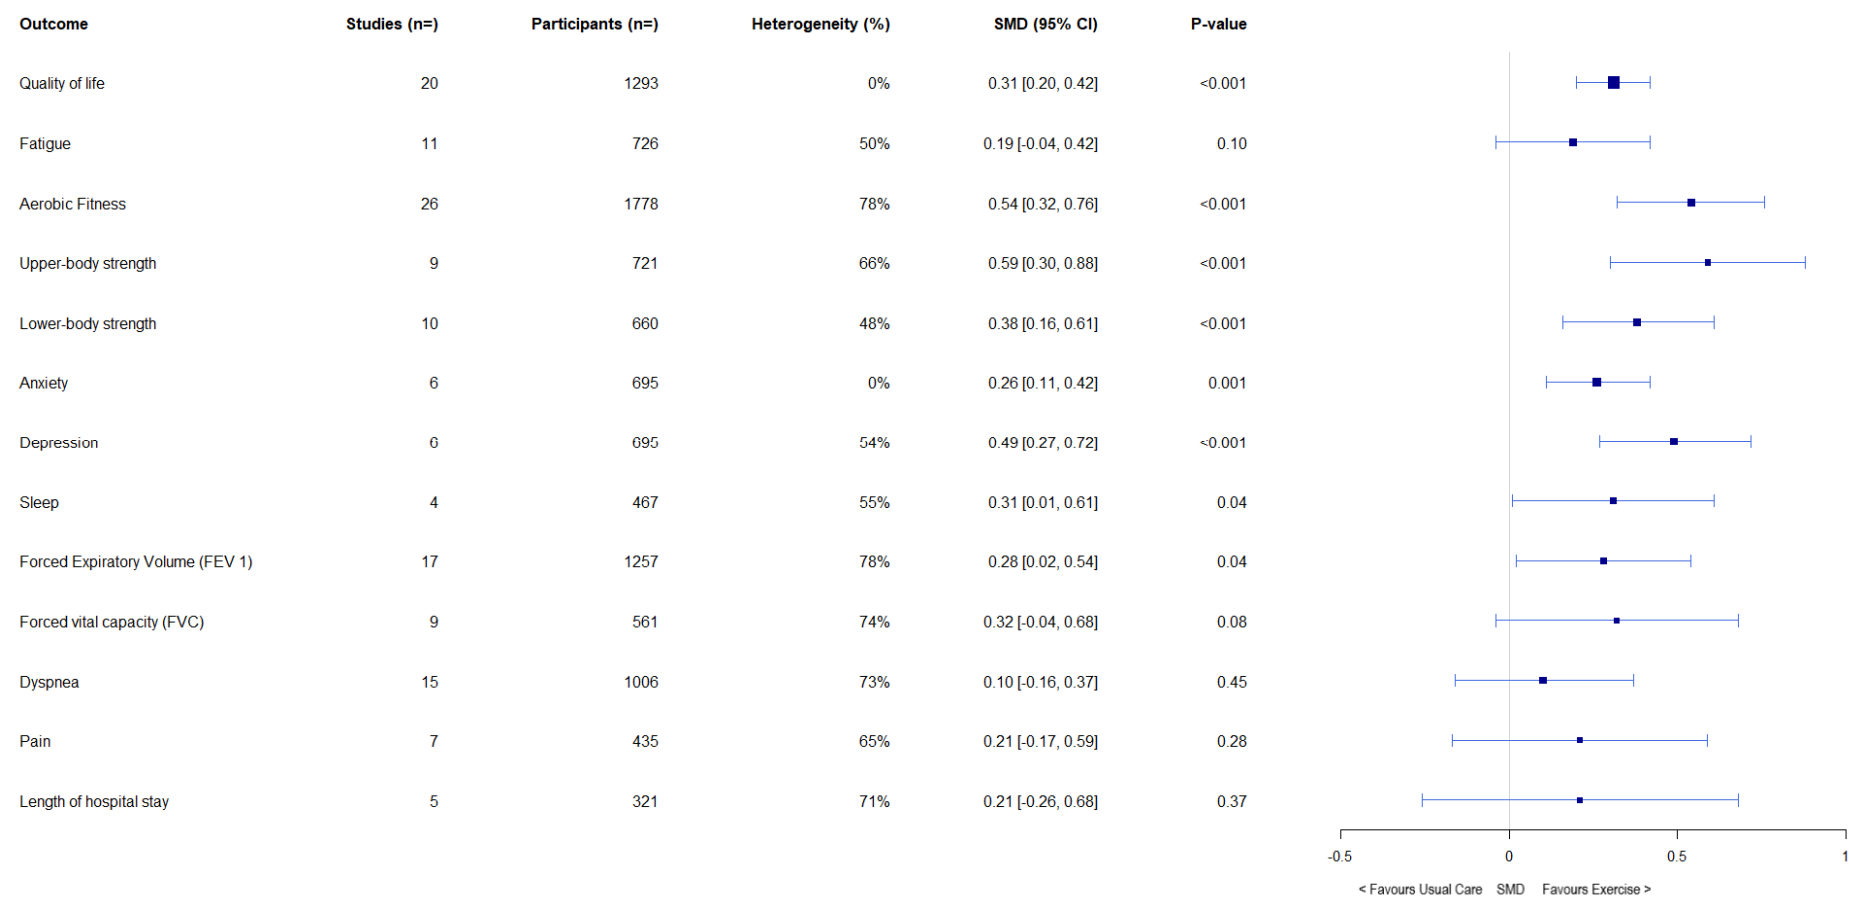 Outcome Studies (n=) Participants (n=) Heterogeneity (%) SMD (95% CI) P-value
Quality of life 20 1293 0% 0.31 [0.20, 0.42] <0.001
Fatigue 11 726 50% 0.19 [-0.04, 0.42] 0.10
Aerobic Fitness 26 1778 78% 0.54 [0.32, 0.76] <0.001
Upper-body strength 9 721 66% 0.59 [0.30, 0.88] <0.001
Lower-body strength 10 660 48% 0.38 [0.16, 0.61] <0.001
Anxiety 6 695 0% 0.26 [0.11, 0.42] 0.001
Depression 6 695 54% 0.49 [0.27, 0.72] <0.001
Sleep 4 467 55% 0.31 [0.01, 0.61] 0.04
Forced Expiratory Volume (FEV 1) 17 1257 78% 0.28 [0.02, 0.54] 0.04
Forced vital capacity (FVC) 9 561 74% 0.32 [-0.04, 0.68] 0.08
Dyspnea 15 1006 73% 0.10 [-0.16, 0.37] 0.45
Pain 7 435 65% 0.21 [-0.17, 0.59] 0.28
Length of hospital stay 5 321 71% 0.21 [-0.26, 0.68] 0.37
-0.5 0 0.5 1
< Favours Usual Care SMD Favours Exercise >